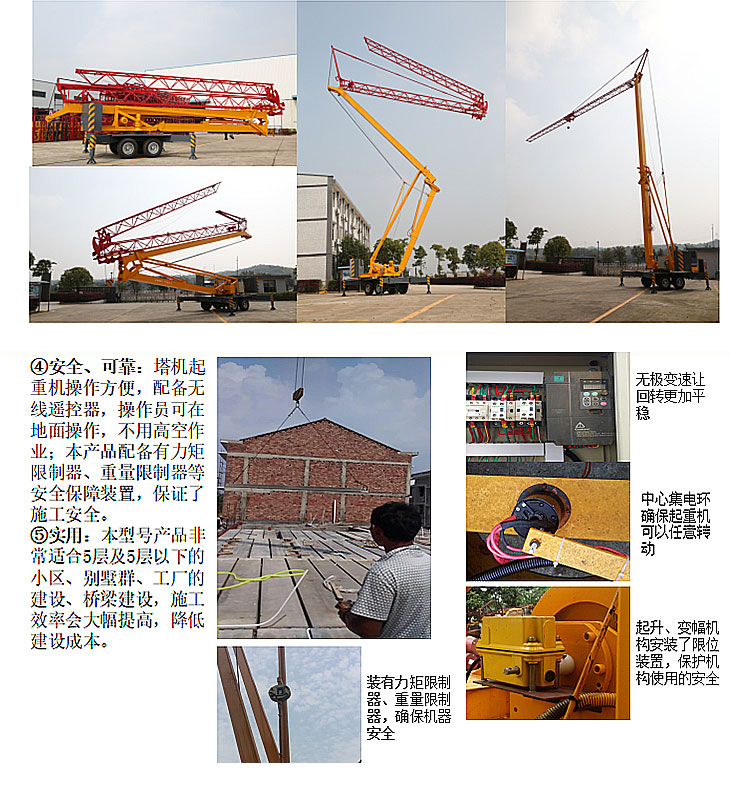 ④安全、可靠：塔机起
重机操作方便，配备无
线遥控器，操作员可在
地面操作，不用高空作
业；本产品配备有力矩
限制器、重量限制器等
安全保障装置，保证了
施工安全。
⑤实用：本型号产品非
常适合5层及5层以下的
小区、别墅群、工厂的
建设、桥梁建设，施工
效率会大幅提高，降低
建设成本。
装有力矩限制
器、重量限制
器，确保机器
安全
无极变速让
回转更加平
稳
中心集电环
确保起重机
可以任意转
动
起升、变幅机
构安装了限位
装置，保护机
构使用的安全